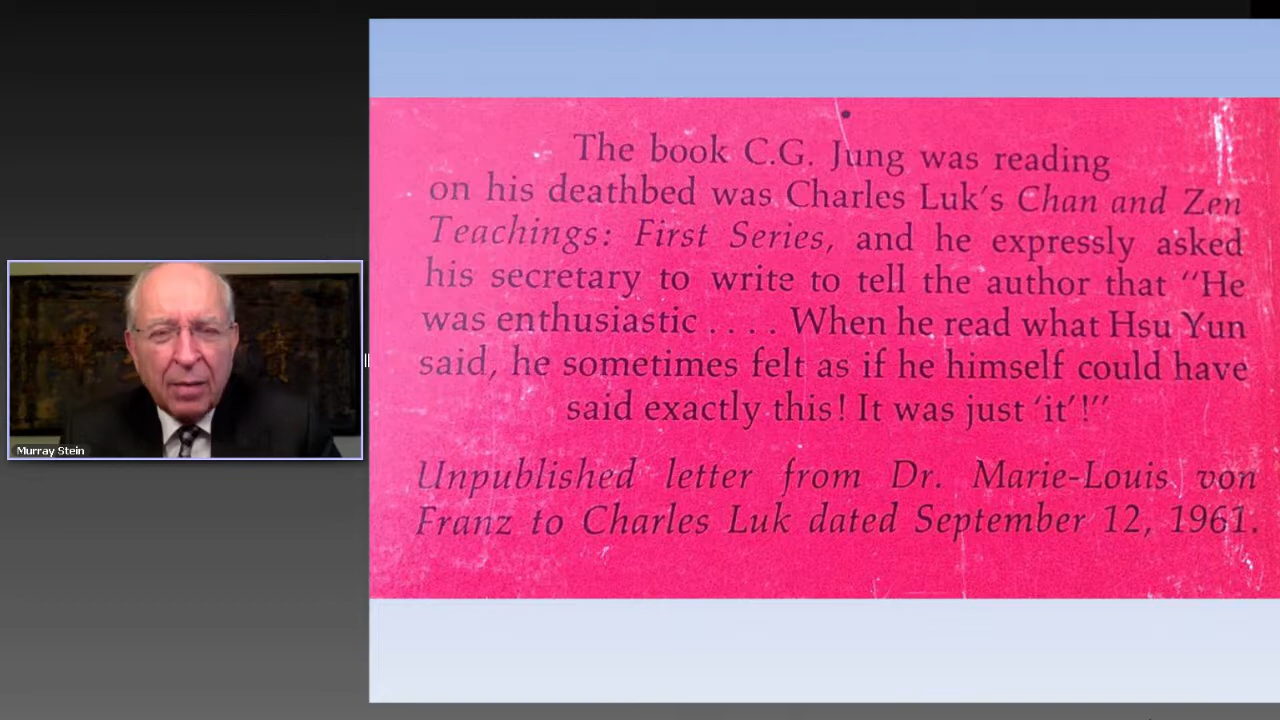 The book C.G. Jung was reading
on his deathbed was Charles Luk's Chan and Zen
Teachings: First Series, and he expressly asked
his secretary to write to tell the author that "He
was enthusiastic . . . . When he read what Hsu Yun
said, he sometimes felt as if he himself could have
said exactly this! It was just 'it'!"
Unpublished letter from Dr. Marie-Louis von
Franz to Charles Luk dated September 12, 1961.
Murray Stein